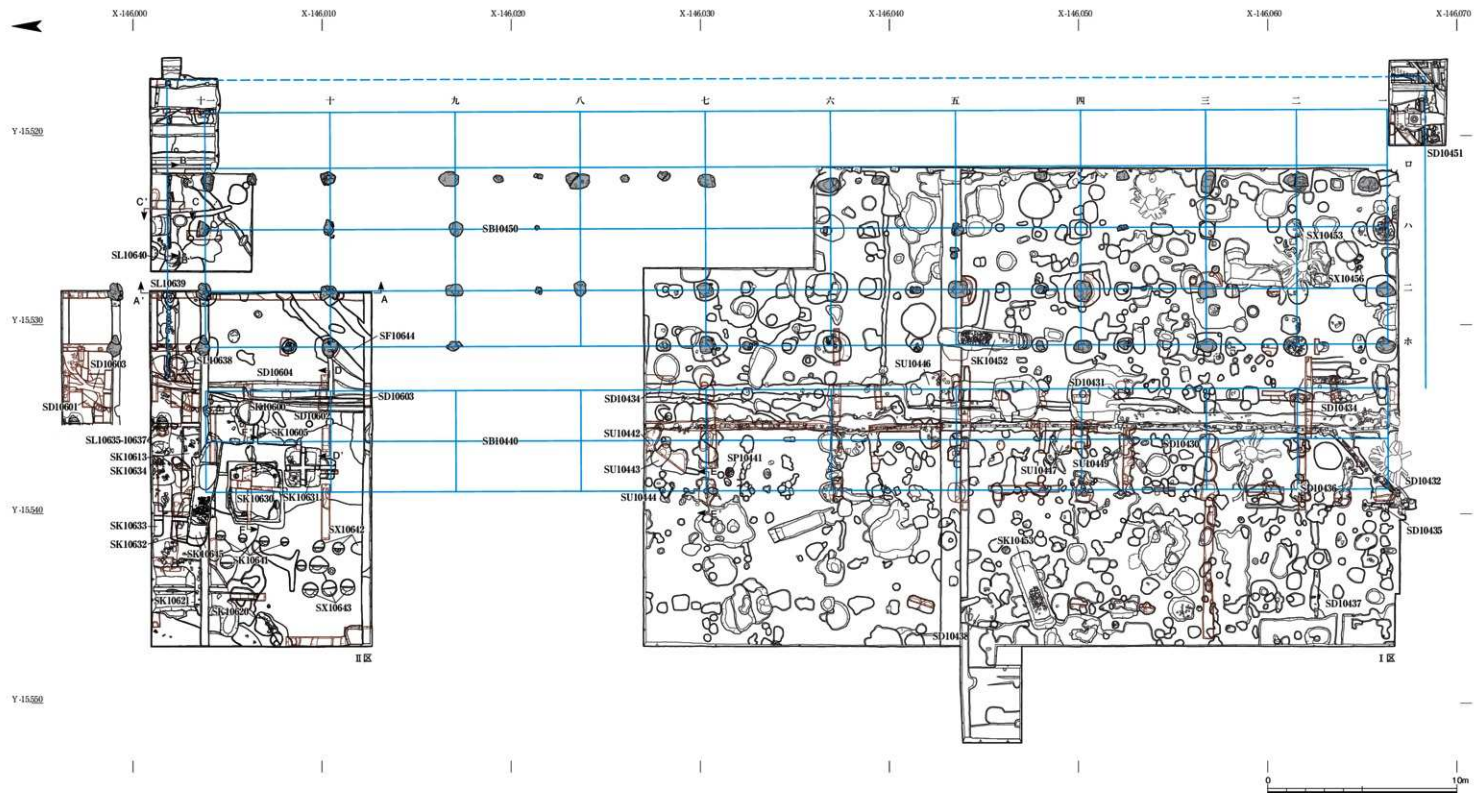 X -146.000
X -146.010
X -146.020
X -146.030
X -146.040
X -146.050
X -146.060
X -146.070
十一
十
九
八
七
六
五
四
三
二
一
Y -15.520
SD10451
B
ロ
C'
C
SX10453
ハ
SB10450
SL10640
SX10456
SL10639
A'
A
ニ
Y -15.530
SF10644
ホ
SD10603
SL10638
SU10446
SK10452
SD10604
D
SD10431
SD10603
SD10434
SD10601
SD10602
SD10434
SK10605
SU10442
SL10635-10637
SB10440
SD10430
SK10613
SK10634
SU10443
SP10441
E
SU10447
SU10449
D'
SD10432
SK10630
SK10631
SU10444
SD10436
Y -15.540
SK10633
SX10642
SD10435
SK10632
SK10645
SK10641
SK10453
SK10621
SK10620
SX10643
SD10437
SD10438
II区
I区
Y -15.550
0
10m